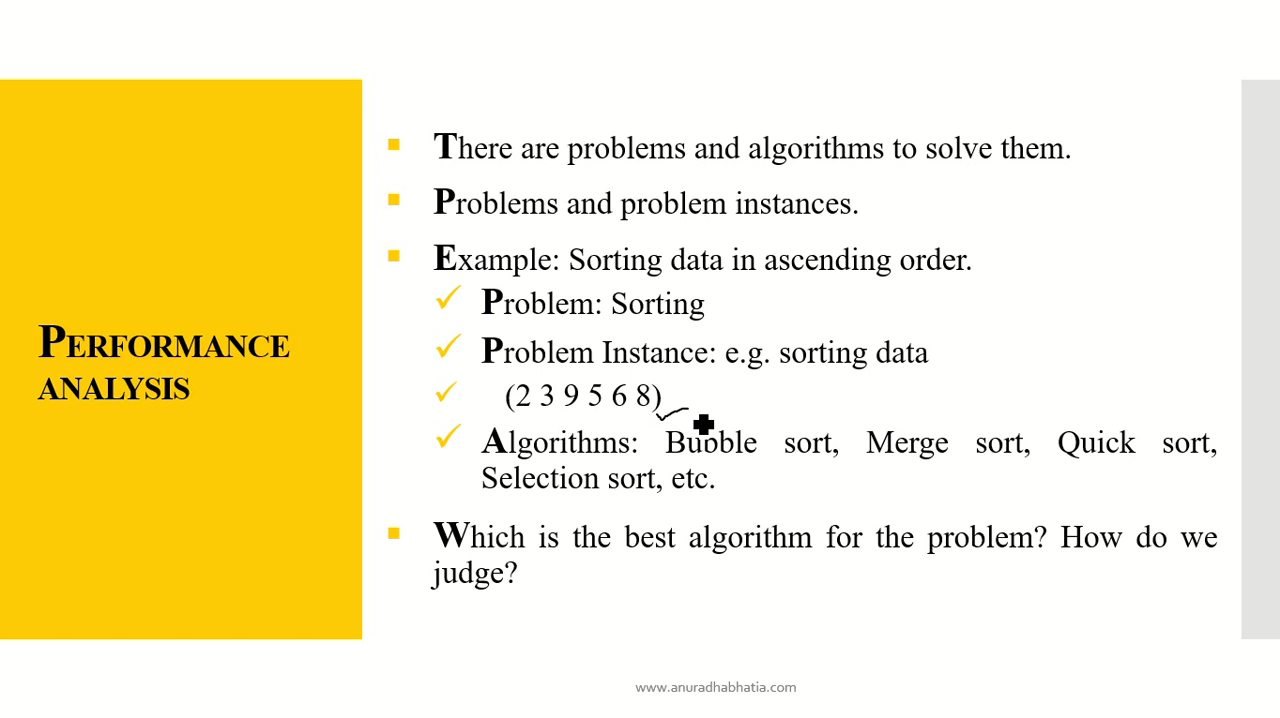 PERFORMANCE
ANALYSIS
There are problems and algorithms to solve them.
Problems and problem instances.
Example: Sorting data in ascending order.
Problem: Sorting
Problem Instance: e.g. sorting data
(2 3 9 5 6 8)
Algorithms: Bubble sort, Merge sort, Quick sort,
Selection sort, etc.
Which is the best algorithm for the problem? How do we
judge?
www.anuradhabhatia.com